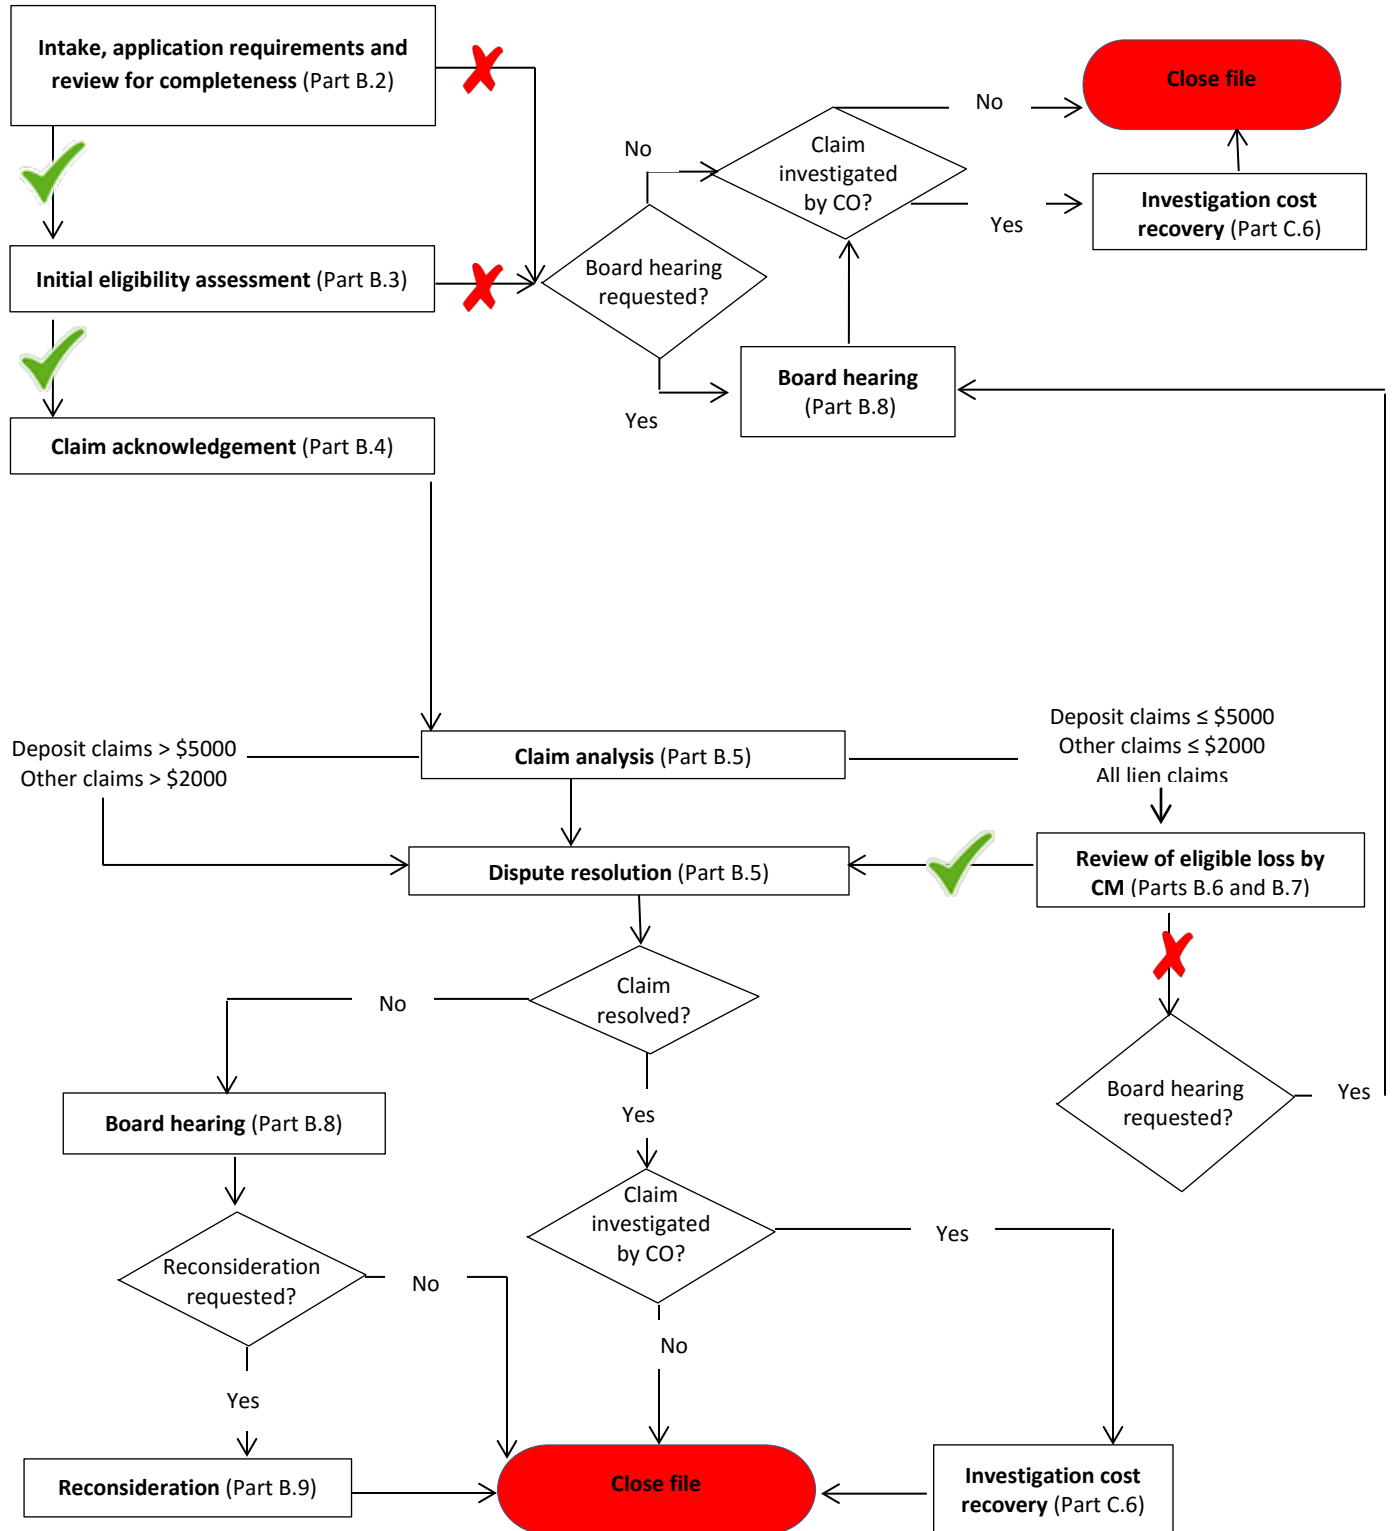 Intake, application requirements and
review for completeness (Part B.2)
Close file
No
Claim
investigated
by CO?
No
Investigation cost
recovery (Part C.6)
Yes
Initial eligibility assessment (Part B.3)
Board hearing
requested?
Board hearing
(Part B.8)
Yes
Claim acknowledgement (Part B.4)
Deposit claims > $5000
Other claims > $2000
Claim analysis (Part B.5)
Deposit claims ≤ $5000
Other claims ≤ $2000
All lien claims
Dispute resolution (Part B.5)
Review of eligible loss by
CM (Parts B.6 and B.7)
Claim
resolved?
No
Board hearing
requested?
Yes
Board hearing (Part B.8)
Yes
Claim
investigated
by CO?
Yes
Reconsideration
requested?
No
No
Yes
Reconsideration (Part B.9)
Close file
Investigation cost
recovery (Part C.6)